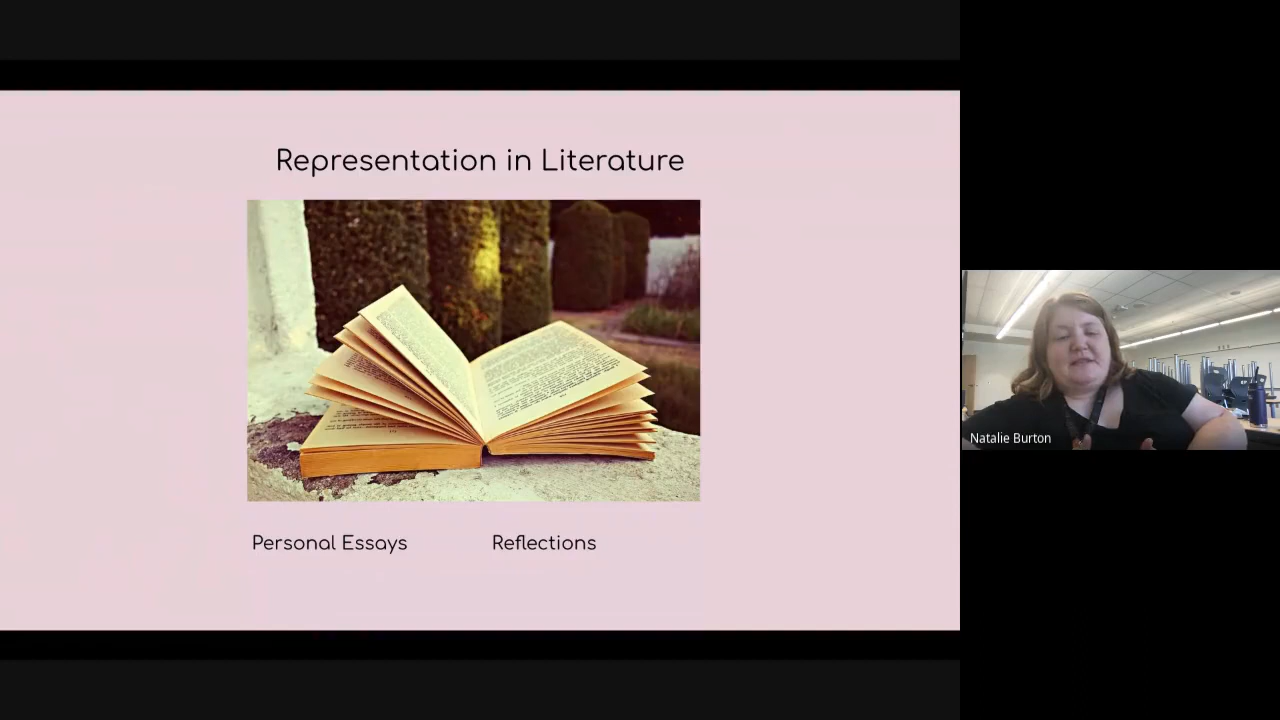 Representation in Literature
Personal Essays
Reflections
Natalie Burton